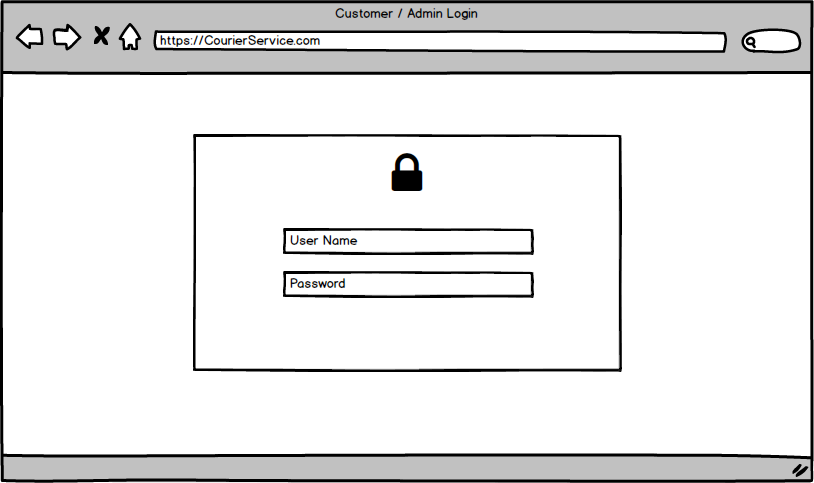 Customer / Admin Login
https://CourierService.com
User Name
Password